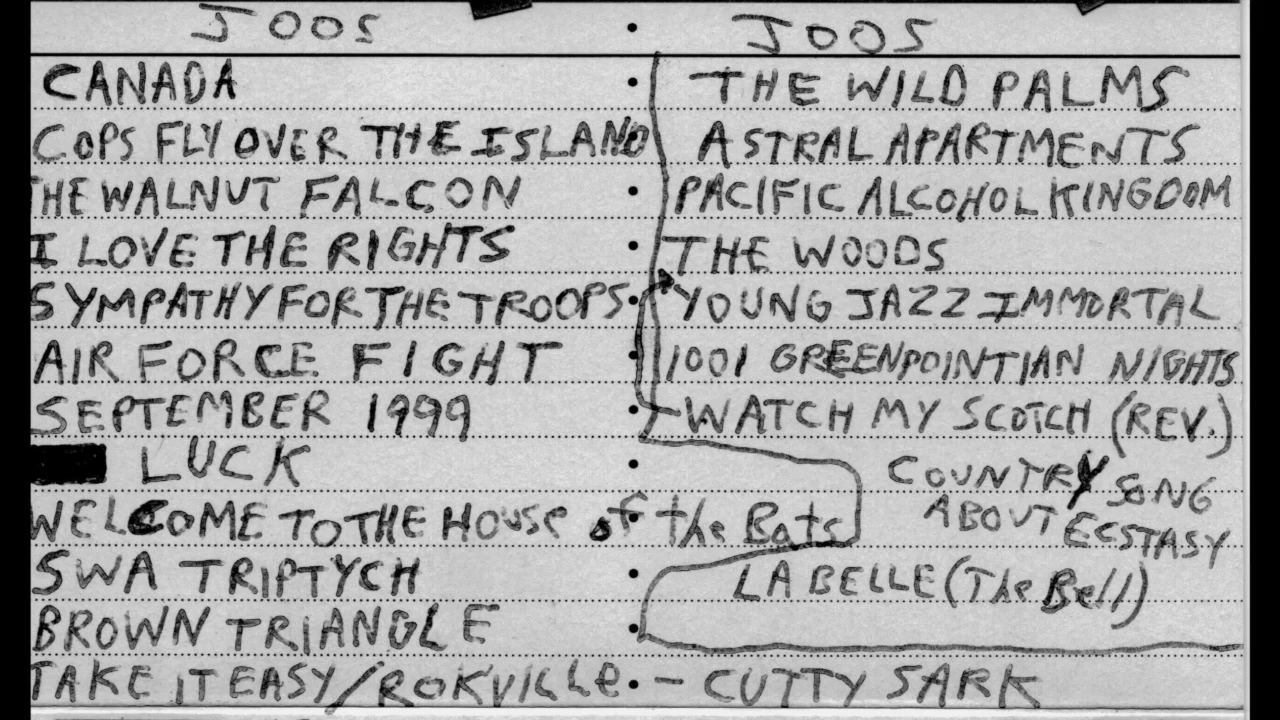 JOOS
CANADA
COPS FLY OVER THE ISLAND
THE WALNUT FALCON
I LOVE THE RIGHTS
SYMPATHY FOR THE TROOPS
AIR FORCE FIGHT
SEPTEMBER 1999
LUCK
WELCOME TO THE HOUSE of the Bats
SWA TRIPTYCH
BROWN TRIANGLE
TAKE IT EASY/ROKVILLE - CUTTY SARK
JOOS
THE WILD PALMS
ASTRAL APARTMENTS
PACIFIC ALCOHOL KINGDOM
THE WOODS
YOUNG JAZZ IMMORTAL
1001 GREENPOINTIAN NIGHTS
WATCH MY SCOTCH (REV.)
COUNTRY SONG
ABOUT ECSTASY
LA BELLE (The Bell)